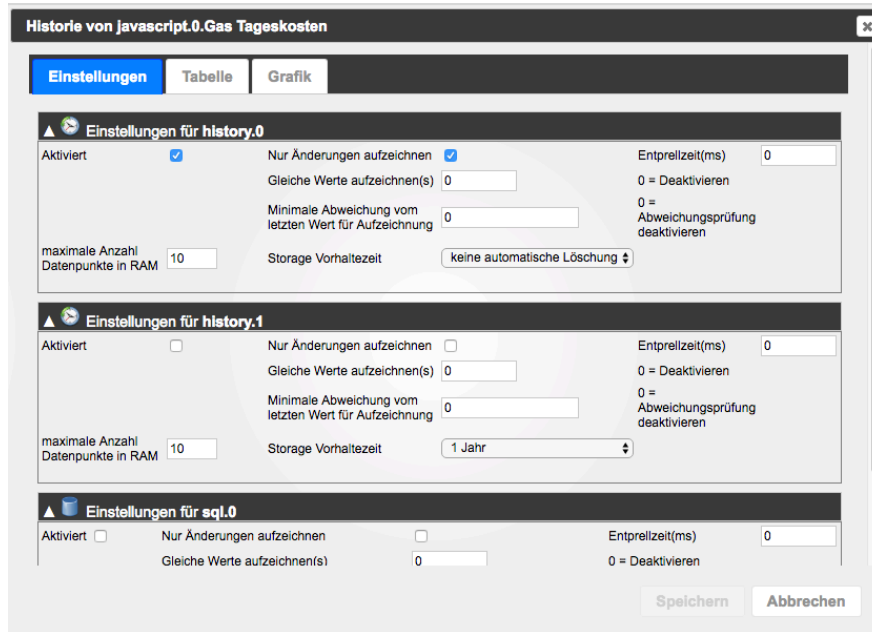 Historie von javascript.0.Gas Tageskosten
Einstellungen Tabelle Grafik
Einstellungen für history.0
Aktiviert Nur Änderungen aufzeichnen Entprellzeit(ms) 0
Gleiche Werte aufzeichnen(s) 0 0 = Deaktivieren
Minimale Abweichung vom
letzten Wert für Aufzeichnung 0
0 =
Abweichungsprüfung
deaktivieren
maximale Anzahl
Datenpunkte in RAM 10 Storage Vorhaltezeit keine automatische Löschung
Einstellungen für history.1
Aktiviert Nur Änderungen aufzeichnen Entprellzeit(ms) 0
Gleiche Werte aufzeichnen(s) 0 0 = Deaktivieren
Minimale Abweichung vom
letzten Wert für Aufzeichnung 0
0 =
Abweichungsprüfung
deaktivieren
maximale Anzahl
Datenpunkte in RAM 10 Storage Vorhaltezeit 1 Jahr
Einstellungen für sql.0
Aktiviert Nur Änderungen aufzeichnen Entprellzeit(ms) 0
Gleiche Werte aufzeichnen(s) 0 0 = Deaktivieren
Speichern Abbrechen